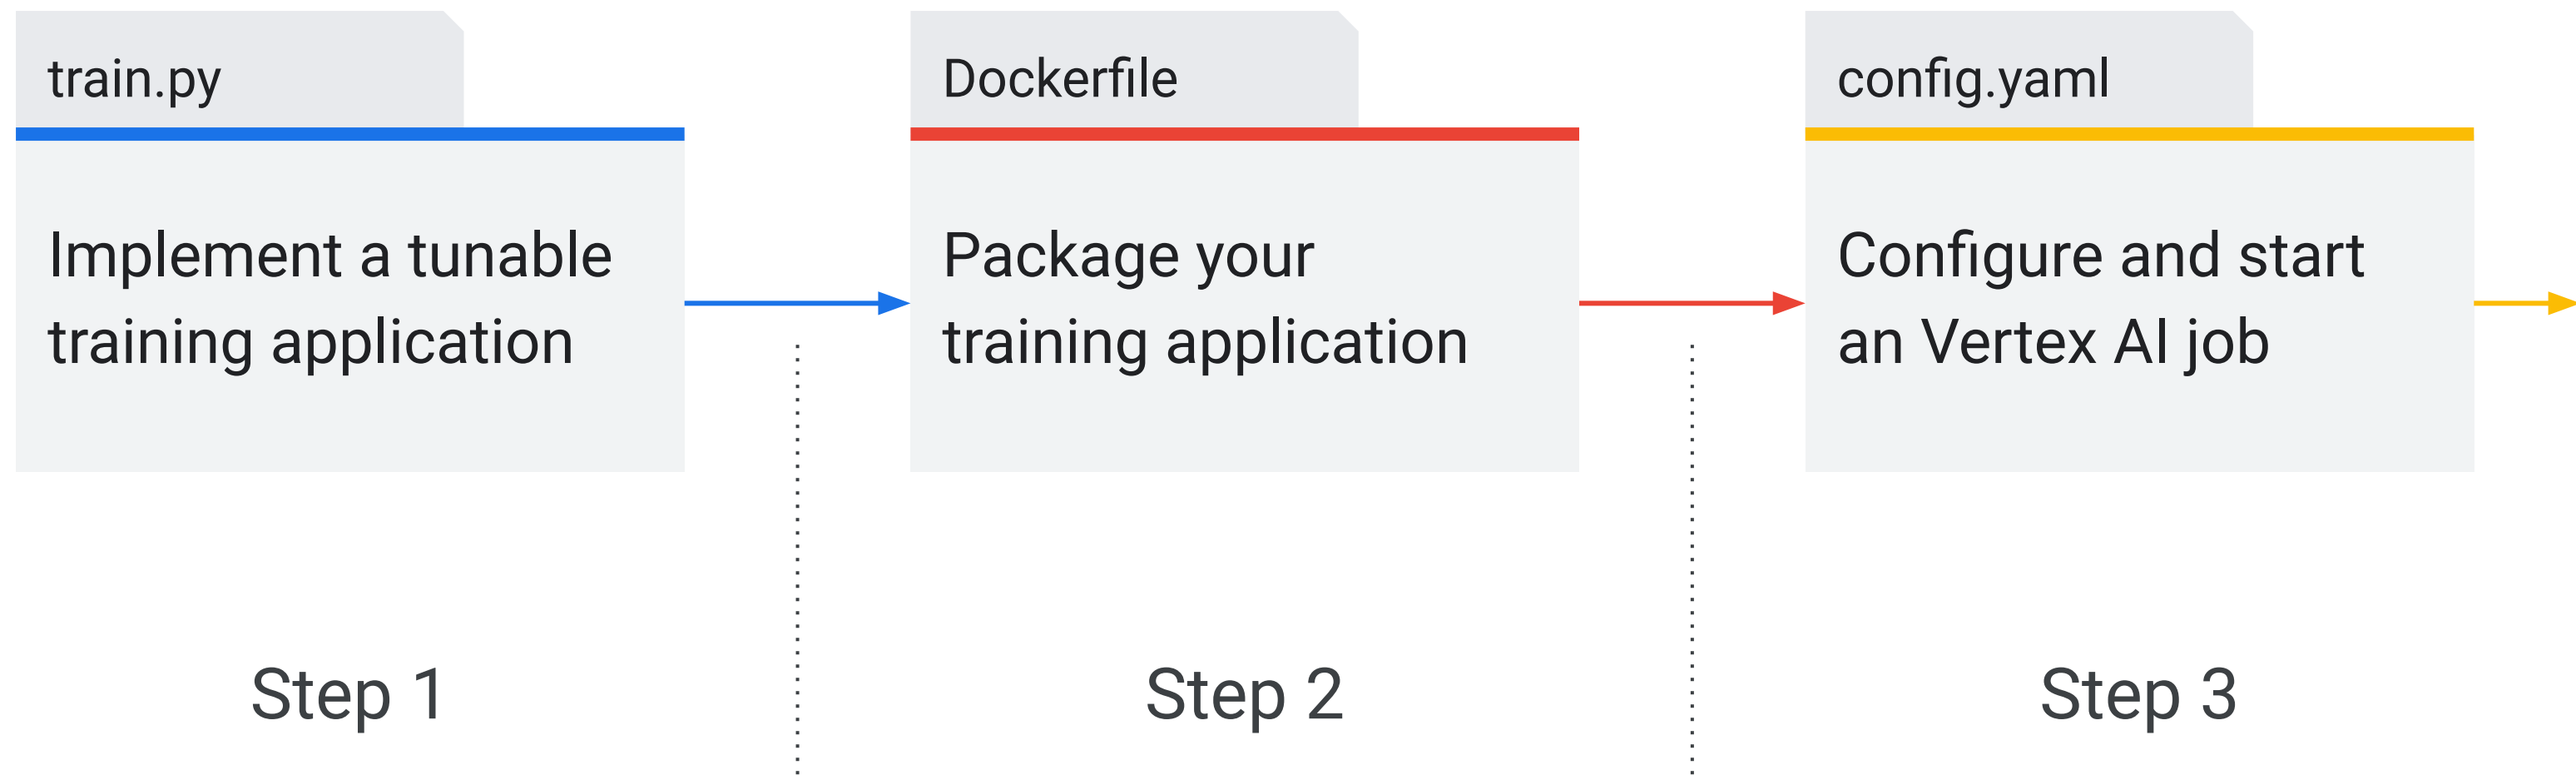 train.py
Implement a tunable
training application
Step 1
Dockerfile
Package your
training application
Step 2
config.yaml
Configure and start
an Vertex AI job
Step 3